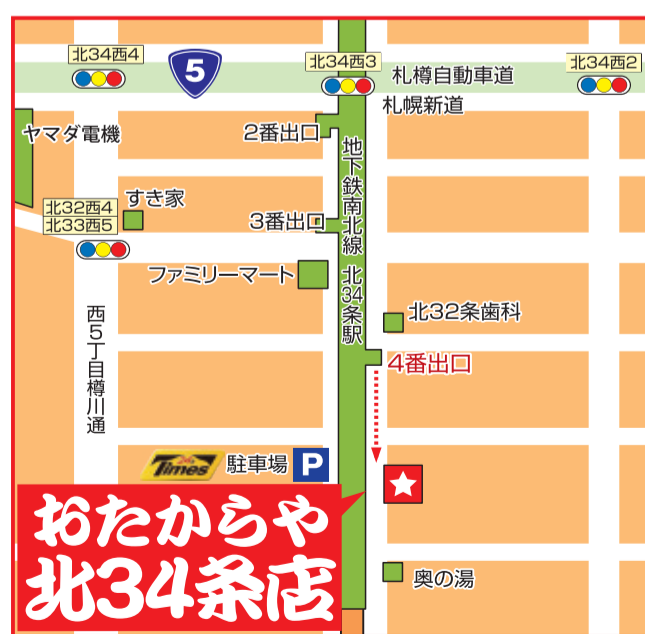 北34西4
5
北34西3
札樽自動車道
北34西2
札幌新道
ヤマダ電機
2番出口
地下鉄南北線 北34条駅
すき家
北32西4
北33西5
3番出口
ファミリーマート
西5丁目樽川通
北32条歯科
4番出口
Times
駐車場
P
おたからや
北34条店
奥の湯